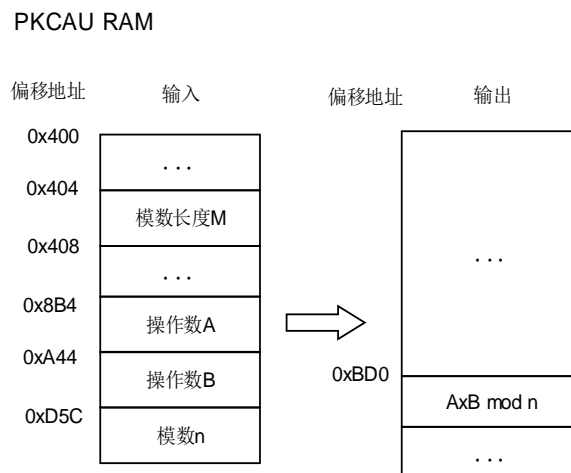 PKCAU RAM
偏移地址 输入 偏移地址 输出
0x400
...
0x404
模数长度M
0x408
...
...
0x8B4
操作数A
0xA44
操作数B
0xBD0
0xD5C
AxB mod n
模数n
...